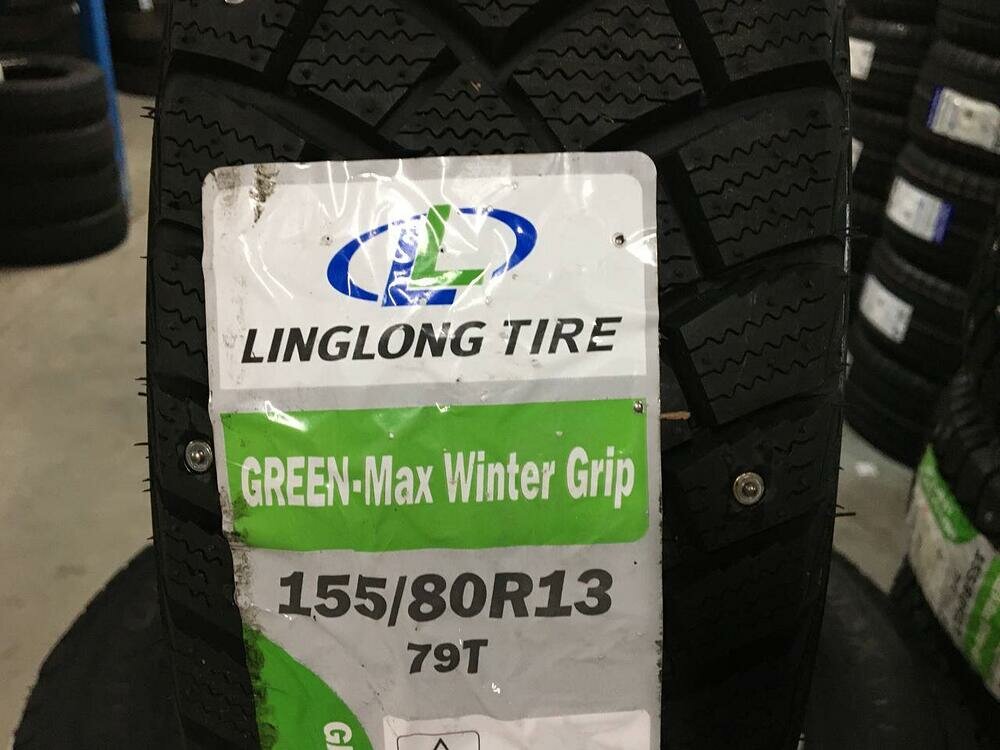 LINGLONG TIRE
GREEN-Max Winter Grip
155/80R13
79T